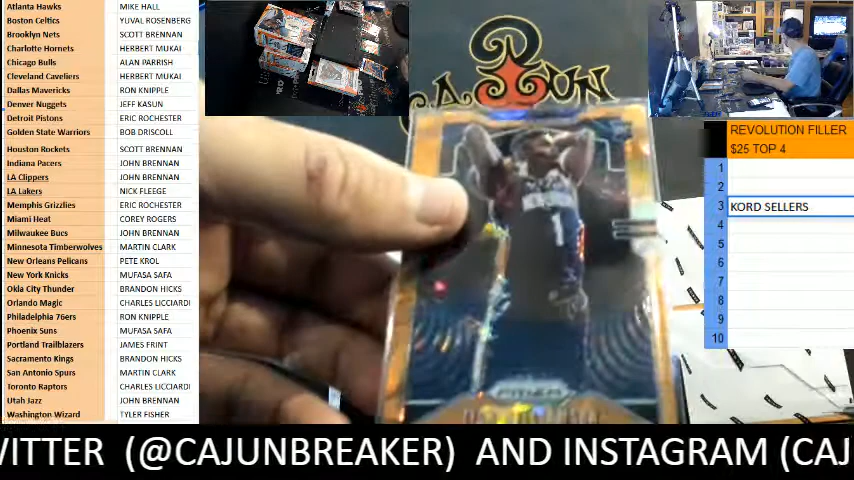 Atlanta Hawks MIKE HALL
Boston Celtics YUVAL ROSENBERG
Brooklyn Nets SCOTT BRENNAN
Charlotte Hornets HERBERT MUKAI
Chicago Bulls ALAN PARRISH
Cleveland Cavaliers HERBERT MUKAI
Dallas Mavericks RON KNIPPLE
Denver Nuggets JEFF KASUN
Detroit Pistons ERIC ROCHESTER
Golden State Warriors BOB DRISCOLL
Houston Rockets SCOTT BRENNAN
Indiana Pacers JOHN BRENNAN
LA Clippers JOHN BRENNAN
LA Lakers NICK FLEEGE
Memphis Grizzlies ERIC ROCHESTER
Miami Heat COREY ROGERS
Milwaukee Bucs JOHN BRENNAN
Minnesota Timberwolves MARTIN CLARK
New Orleans Pelicans PETE KROL
New York Knicks MUFASA SAFA
Okla City Thunder BRANDON HICKS
Orlando Magic CHARLES LICCIARDI
Philadelphia 76ers RON KNIPPLE
Phoenix Suns MUFASA SAFA
Portland Trailblazers JAMES FRINT
Sacramento Kings BRANDON HICKS
San Antonio Spurs MARTIN CLARK
Toronto Raptors CHARLES LICCIARDI
Utah Jazz JOHN BRENNAN
Washington Wizard TYLER FISHER
CAJUN
1
PRIZM
REVOLUTION FILLER
$25 TOP 4
1
2
3 KORD SELLERS
4
5
6
7
8
9
10
WITTER (@CAJUNBREAKER) AND INSTAGRAM (CAJ